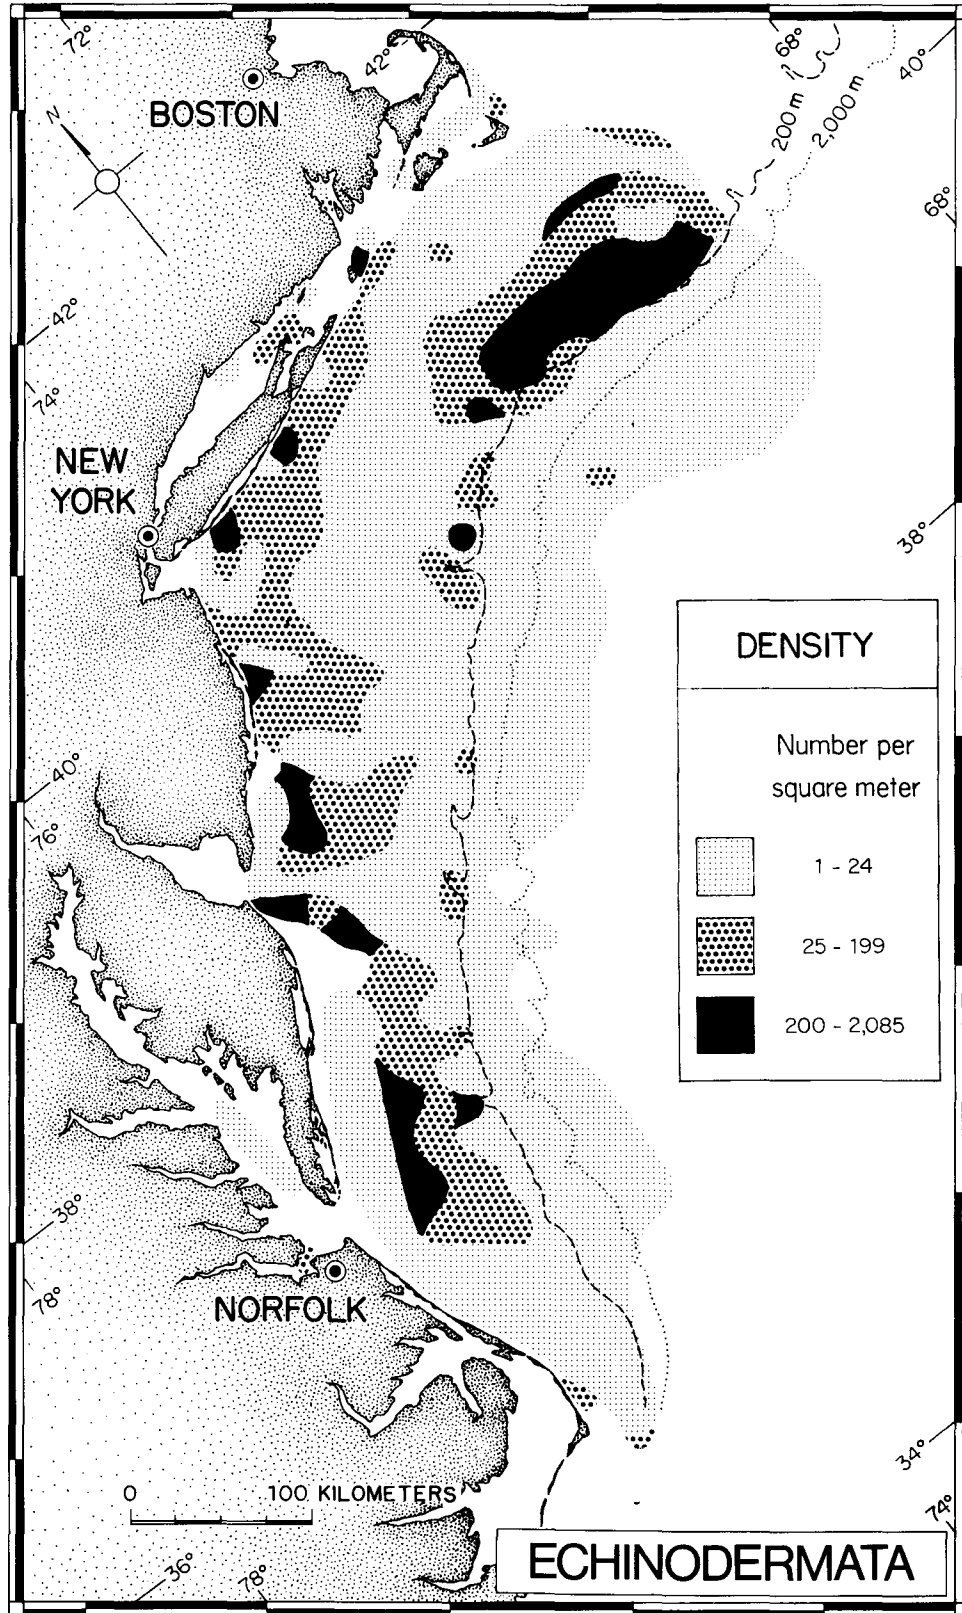 72°
42°
68°
40°
200 m
2,000 m
BOSTON
N
68°
42°
74°
NEW
YORK
38°
DENSITY
Number per
square meter
1 - 24
25 - 199
200 - 2,085
40°
76°
38°
78°
NORFOLK
34°
74°
0 100 KILOMETERS
ECHINODERMATA
36°
78°